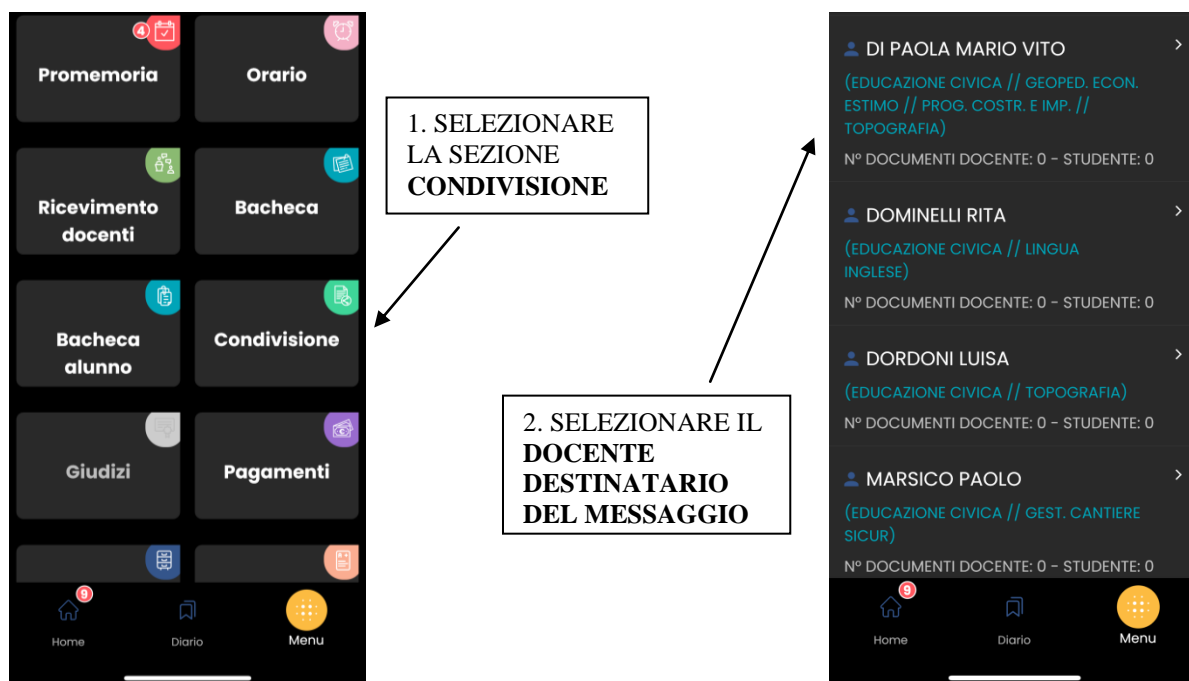 4
Promemoria
Orario
Ricevimento
docenti
Bacheca
Bacheca
alunno
Condivisione
Giudizi
Pagamenti
9
Home
Diario
Menu
1. SELEZIONARE
LA SEZIONE
CONDIVISIONE
2. SELEZIONARE IL
DOCENTE
DESTINATARIO
DEL MESSAGGIO
DI PAOLA MARIO VITO
(EDUCAZIONE CIVICA // GEOPED. ECON.
ESTIMO // PROG. COSTR. E IMP. //
TOPOGRAFIA)
N° DOCUMENTI DOCENTE: 0 - STUDENTE: 0
DOMINELLI RITA
(EDUCAZIONE CIVICA // LINGUA
INGLESE)
N° DOCUMENTI DOCENTE: 0 - STUDENTE: 0
DORDONI LUISA
(EDUCAZIONE CIVICA // TOPOGRAFIA)
N° DOCUMENTI DOCENTE: 0 - STUDENTE: 0
MARSICO PAOLO
(EDUCAZIONE CIVICA // GEST. CANTIERE
SICUR)
N° DOCUMENTI DOCENTE: 0 - STUDENTE: 0
9
Home
Diario
Menu